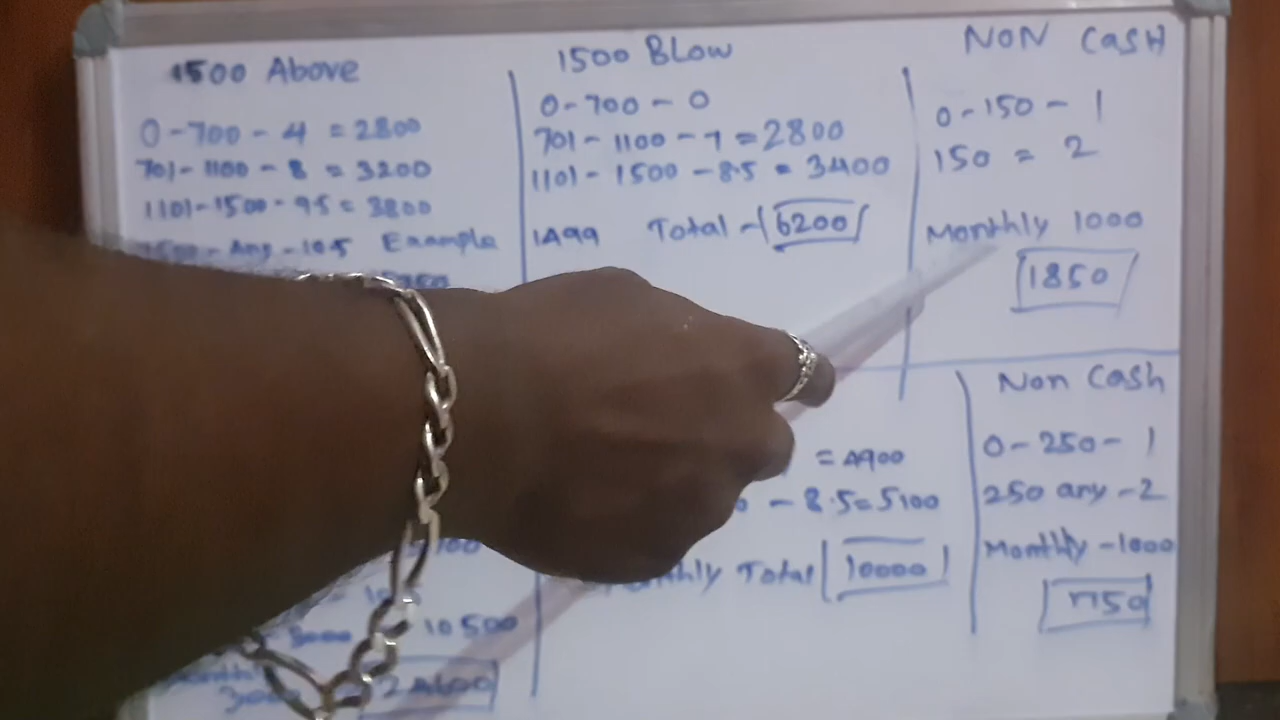 1500 Above
0-700-4 = 2800
701-1100-8 = 3200
1101-1500-9.5 = 3800
Any-10.5 Example
1500 Blow
0-700-0
701-1100-7 = 2800
1101-1500-8.5 = 3400
1499 Total-6200
NON CASH
0-150-1
150 = 2
Monthly 1000
1850
= 4900
-8.5=5100
Total 10000
10500
Non Cash
0-250-1
250 any-2
Monthly-1000
1750